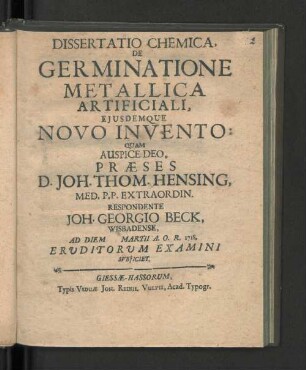 2
DISSERTATIO CHEMICA,
DE
GERMINATIONE
METALLICA
ARTIFICIALI,
EJUSDEMQUE
NOVO INVENTO:
QUAM
AUSPICE DEO,
PRÆSES
D. JOH. THOM. HENSING,
MED. P.P. EXTRAORDIN.
RESPONDENTE
JOH. GEORGIO BECK,
WISBADENSE,
AD DIEM MARTII A. O. R. 1718.
ERUDITORUM EXAMINI
SUBJICIET.
GIESSÆ-HASSORUM,
Typis VIDUÆ JOH. REINH. VULPII, Acad. Typogr.